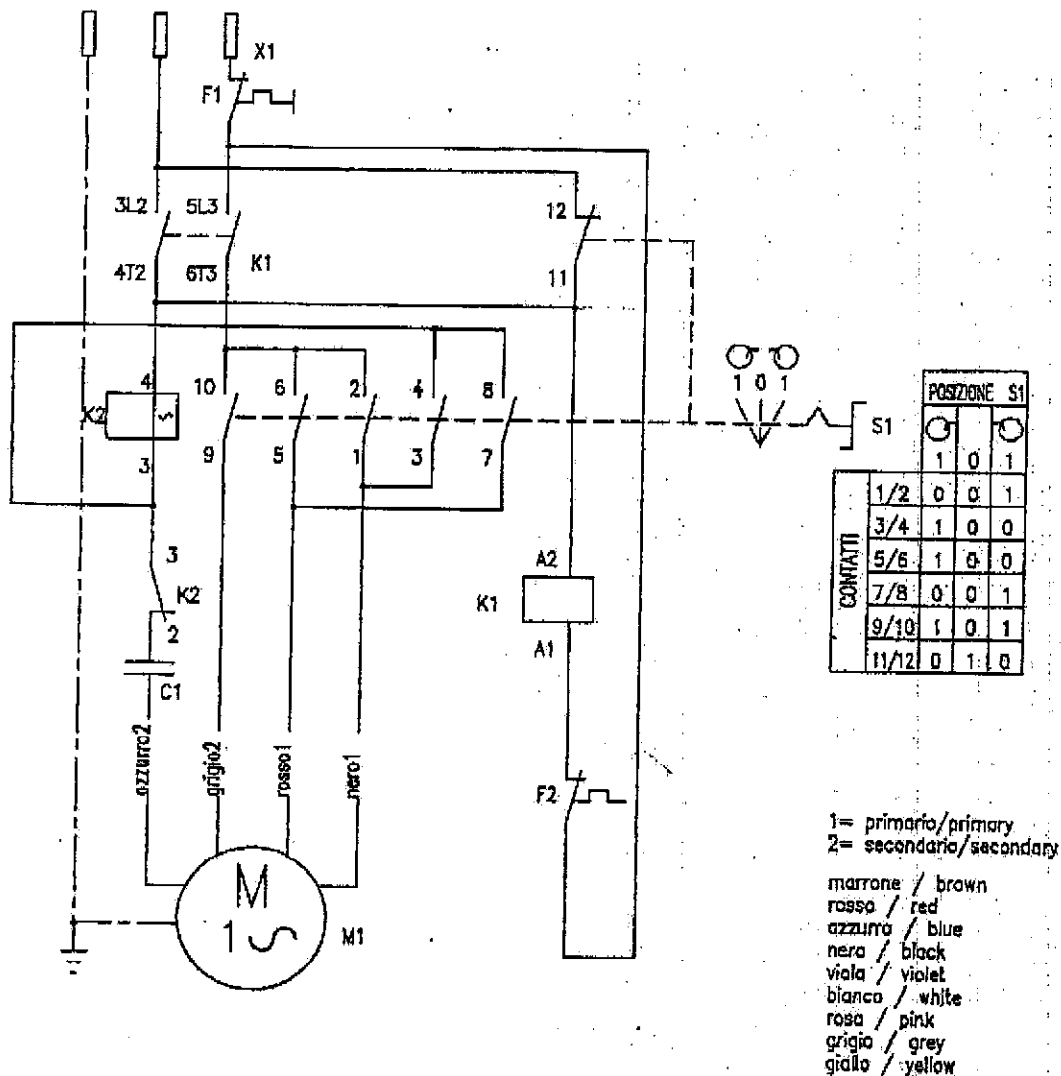 X1
F1
3L2
5L3
12
4T2
6T3
K1
11
1 0 1
4
10
6
2
4
8
K2
S1
3
9
5
1
3
7
POSIZIONE S1
1 0 1
CONTATTI
1/2 0 0 1
3/4 1 0 0
5/6 1 0 0
7/8 0 0 1
9/10 1 0 1
11/12 0 1 0
3
K2
2
C1
A2
K1
A1
azzurro2
grigio2
rosso1
nero1
F2
M
1
M1
1= primario/primary
2= secondario/secondary
marrone / brown
rosso / red
azzurro / blue
nero / black
viola / violet
bianco / white
rosa / pink
grigio / grey
giallo / yellow